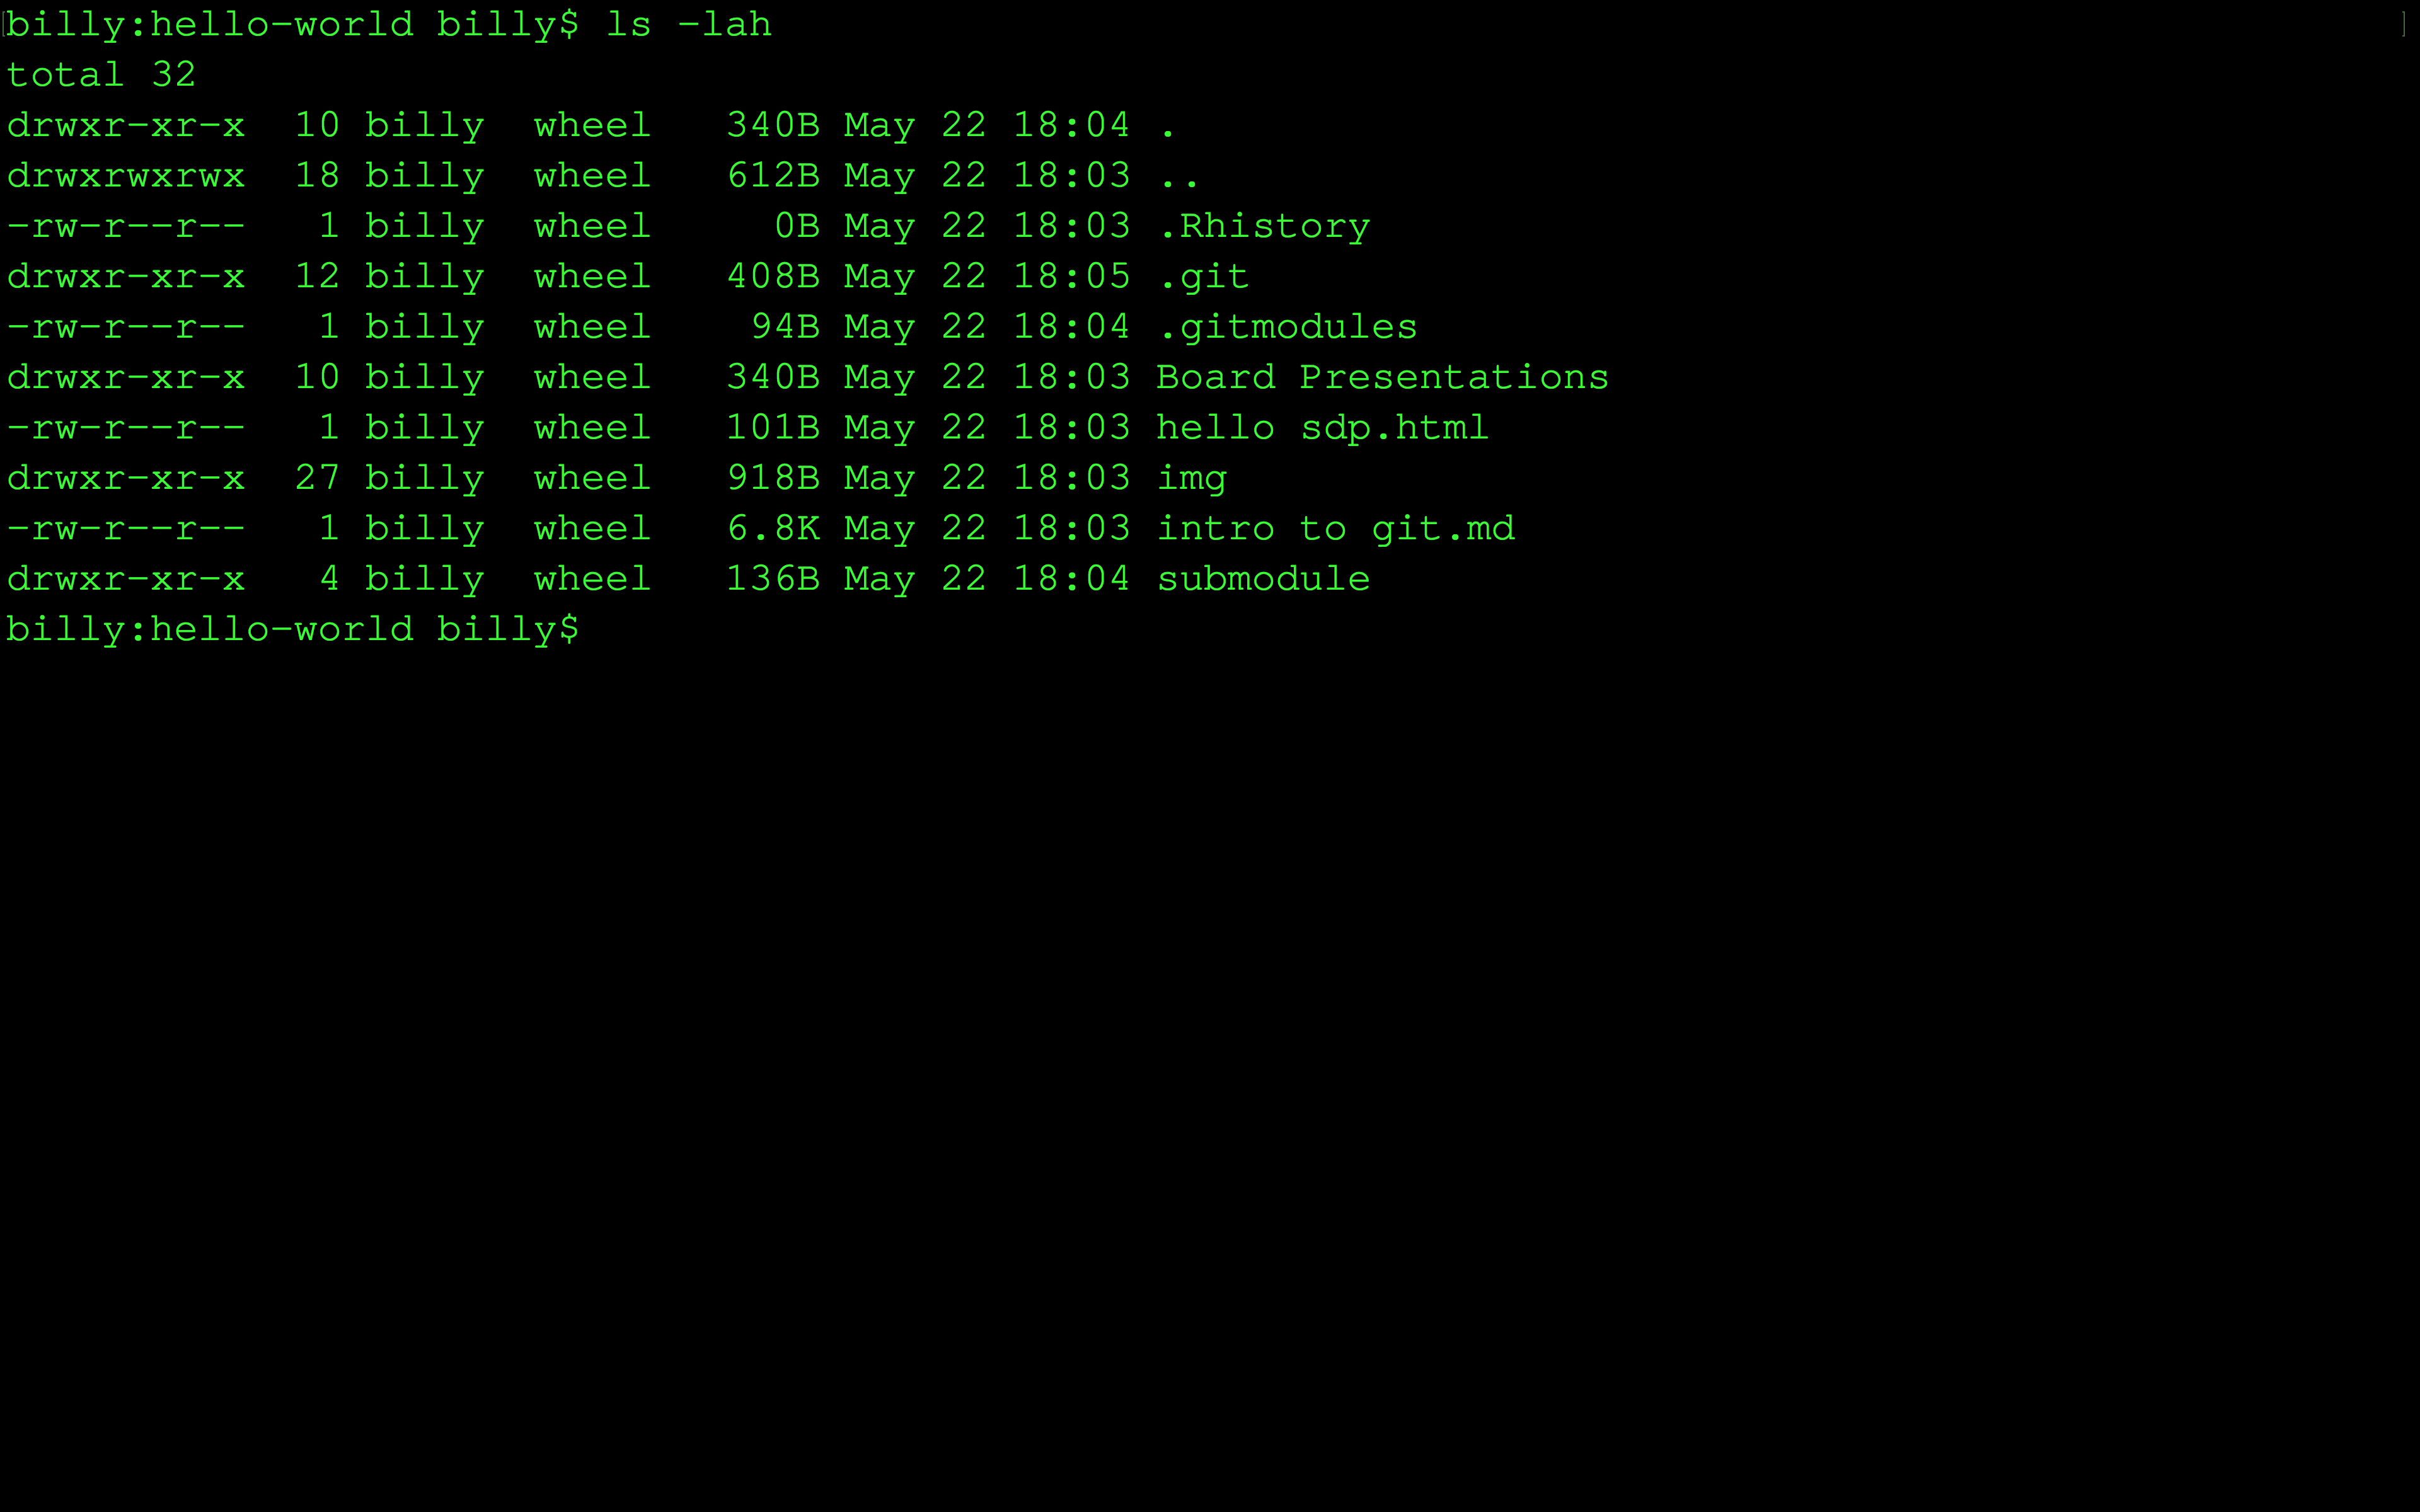 billy:hello-world billy$ ls -lah
total 32
drwxr-xr-x  10 billy  wheel   340B May 22 18:04 .
drwxrwxrwx  18 billy  wheel   612B May 22 18:03 ..
-rw-r--r--   1 billy  wheel     0B May 22 18:03 .Rhistory
drwxr-xr-x  12 billy  wheel   408B May 22 18:05 .git
-rw-r--r--   1 billy  wheel    94B May 22 18:04 .gitmodules
drwxr-xr-x  10 billy  wheel   340B May 22 18:03 Board Presentations
-rw-r--r--   1 billy  wheel   101B May 22 18:03 hello sdp.html
drwxr-xr-x  27 billy  wheel   918B May 22 18:03 img
-rw-r--r--   1 billy  wheel   6.8K May 22 18:03 intro to git.md
drwxr-xr-x   4 billy  wheel   136B May 22 18:04 submodule
billy:hello-world billy$